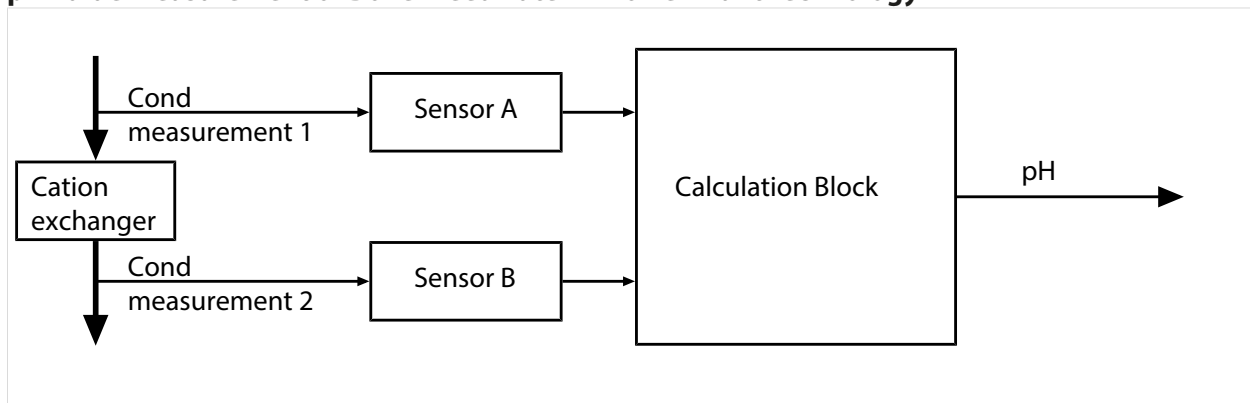 Cond
measurement 1
Sensor A
Cation
exchanger
Calculation Block
pH
Cond
measurement 2
Sensor B